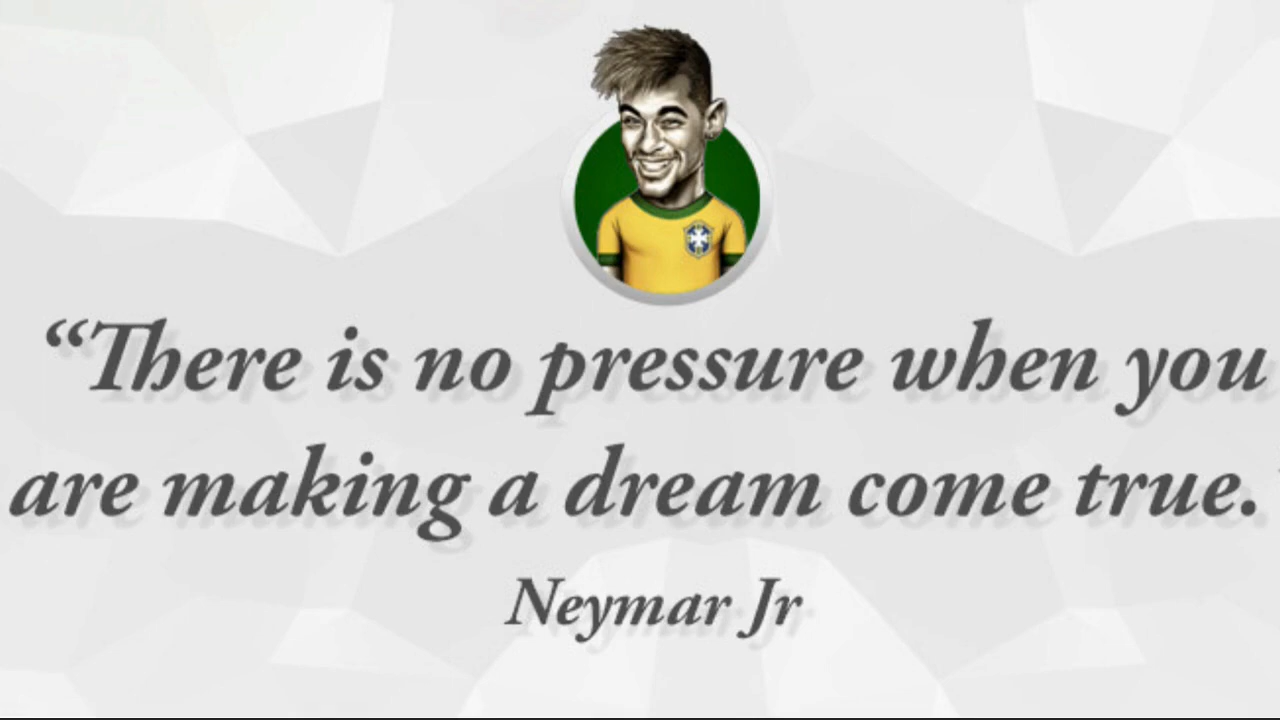 “There is no pressure when you
are making a dream come true.
Neymar Jr